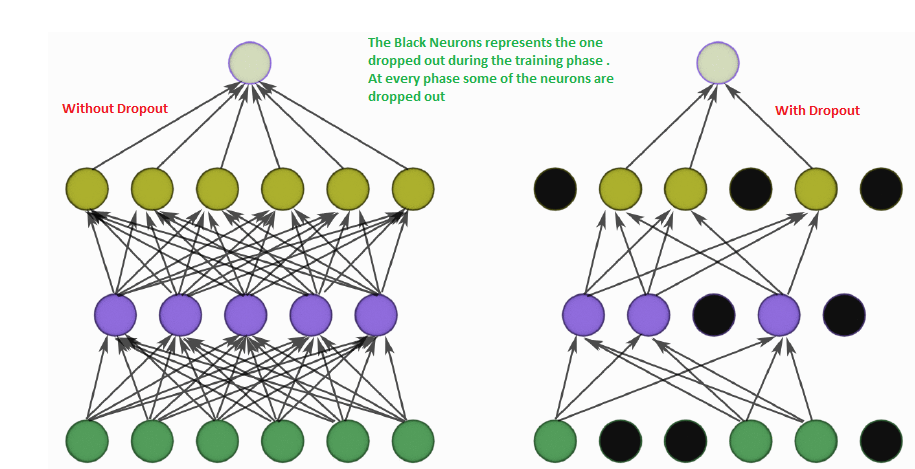 The Black Neurons represents the one
dropped out during the training phase .
At every phase some of the neurons are
dropped out
Without Dropout
With Dropout